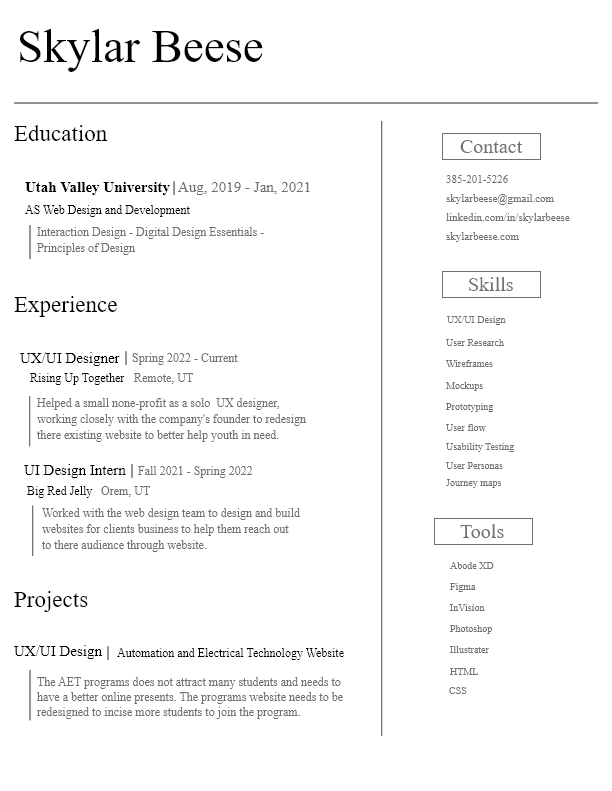 Skylar Beese
Education
Utah Valley University | Aug, 2019 - Jan, 2021
AS Web Design and Development
Interaction Design - Digital Design Essentials -
Principles of Design
Experience
UX/UI Designer | Spring 2022 - Current
Rising Up Together Remote, UT
Helped a small none-profit as a solo UX designer,
working closely with the company's founder to redesign
there existing website to better help youth in need.
UI Design Intern | Fall 2021 - Spring 2022
Big Red Jelly Orem, UT
Worked with the web design team to design and build
websites for clients business to help them reach out
to there audience through website.
Projects
UX/UI Design | Automation and Electrical Technology Website
The AET programs does not attract many students and needs to
have a better online presents. The programs website needs to be
redesigned to incise more students to join the program.
Contact
385-201-5226
skylarbeese@gmail.com
linkedin.com/in/skylarbeese
skylarbeese.com
Skills
UX/UI Design
User Research
Wireframes
Mockups
Prototyping
User flow
Usability Testing
User Personas
Journey maps
Tools
Abode XD
Figma
InVision
Photoshop
Illustrater
HTML
CSS